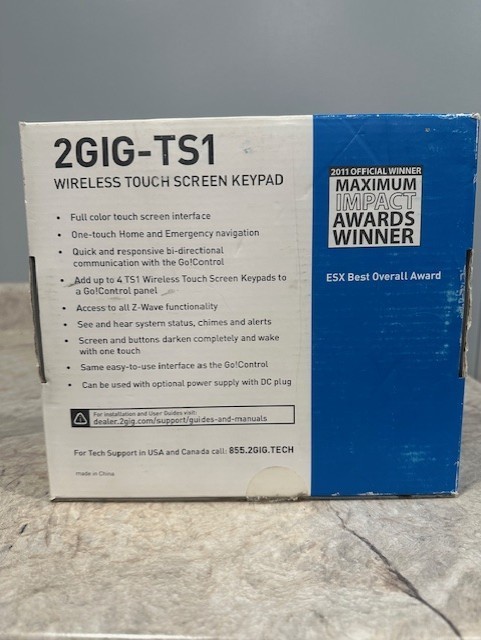 2GIG-TS1
WIRELESS TOUCH SCREEN KEYPAD
• Full color touch screen interface
• One-touch Home and Emergency navigation
• Quick and responsive bi-directional
communication with the Go!Control
• Add up to 4 TS1 Wireless Touch Screen Keypads to
a Go!Control panel
• Access to all Z-Wave functionality
• See and hear system status, chimes and alerts
• Screen and buttons darken completely and wake
with one touch
• Same easy-to-use interface as the Go!Control
• Can be used with optional power supply with DC plug
For installation and User Guides visit:
dealer.2gig.com/support/guides-and-manuals
For Tech Support in USA and Canada call: 855.2GIG.TECH
made in China
2011 OFFICIAL WINNER
MAXIMUM
IMPACT
AWARDS
WINNER
ESX Best Overall Award